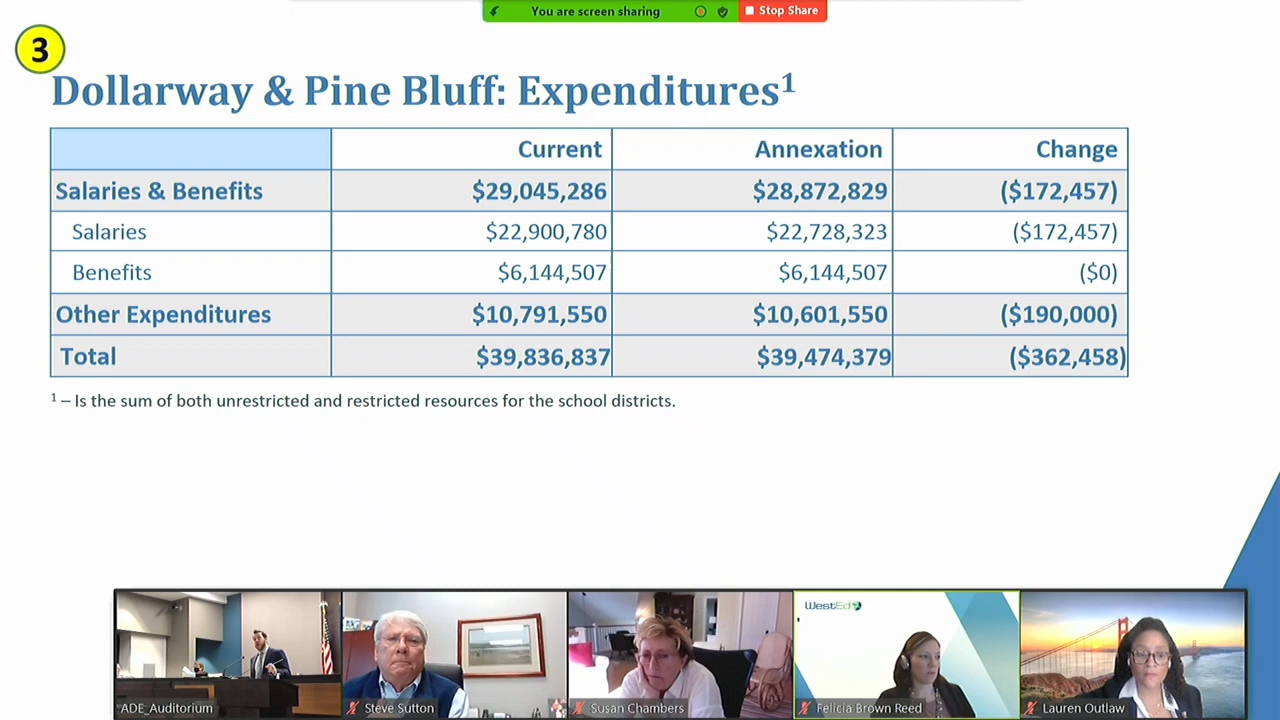 You are screen sharing Stop Share
3
Dollarway & Pine Bluff: Expenditures¹
Current Annexation Change
Salaries & Benefits $29,045,286 $28,872,829 ($172,457)
Salaries $22,900,780 $22,728,323 ($172,457)
Benefits $6,144,507 $6,144,507 ($0)
Other Expenditures $10,791,550 $10,601,550 ($190,000)
Total $39,836,837 $39,474,379 ($362,458)
¹ – Is the sum of both unrestricted and restricted resources for the school districts.
WestEd
ADE_Auditorium Steve Sutton Susan Chambers Felicia Brown Reed Lauren Outlaw